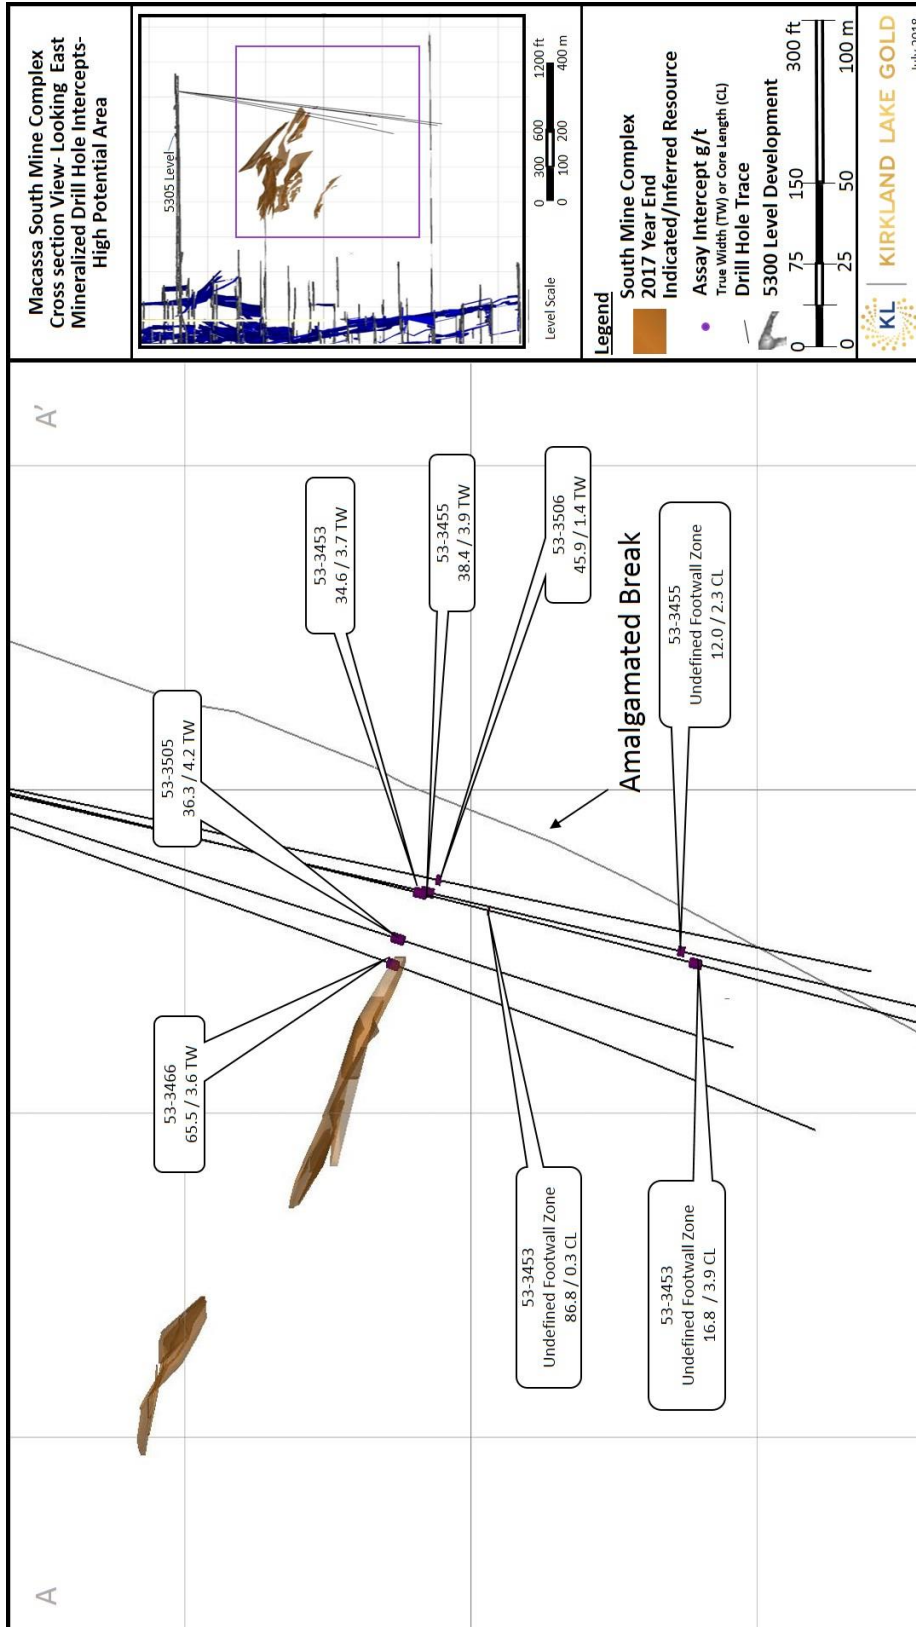 Macassa South Mine Complex
Cross section View- Looking East
Mineralized Drill Hole Intercepts-
High Potential Area
5305 Level
Level Scale
0 300 600 1200 ft
0 100 200 400 m
Legend
South Mine Complex
2017 Year End
Indicated/Inferred Resource
Assay Intercept g/t
True Width (TW) or Core Length (CL)
Drill Hole Trace
5300 Level Development
0 75 150 300 ft
0 25 50 100 m
KL
KIRKLAND LAKE GOLD
July 2018
A
A'
53-3466
65.5 / 3.6 TW
53-3505
36.3 / 4.2 TW
53-3453
34.6 / 3.7 TW
53-3455
38.4 / 3.9 TW
53-3506
45.9 / 1.4 TW
Amalgamated Break
53-3453
Undefined Footwall Zone
86.8 / 0.3 CL
53-3453
Undefined Footwall Zone
16.8 / 3.9 CL
53-3455
Undefined Footwall Zone
12.0 / 2.3 CL